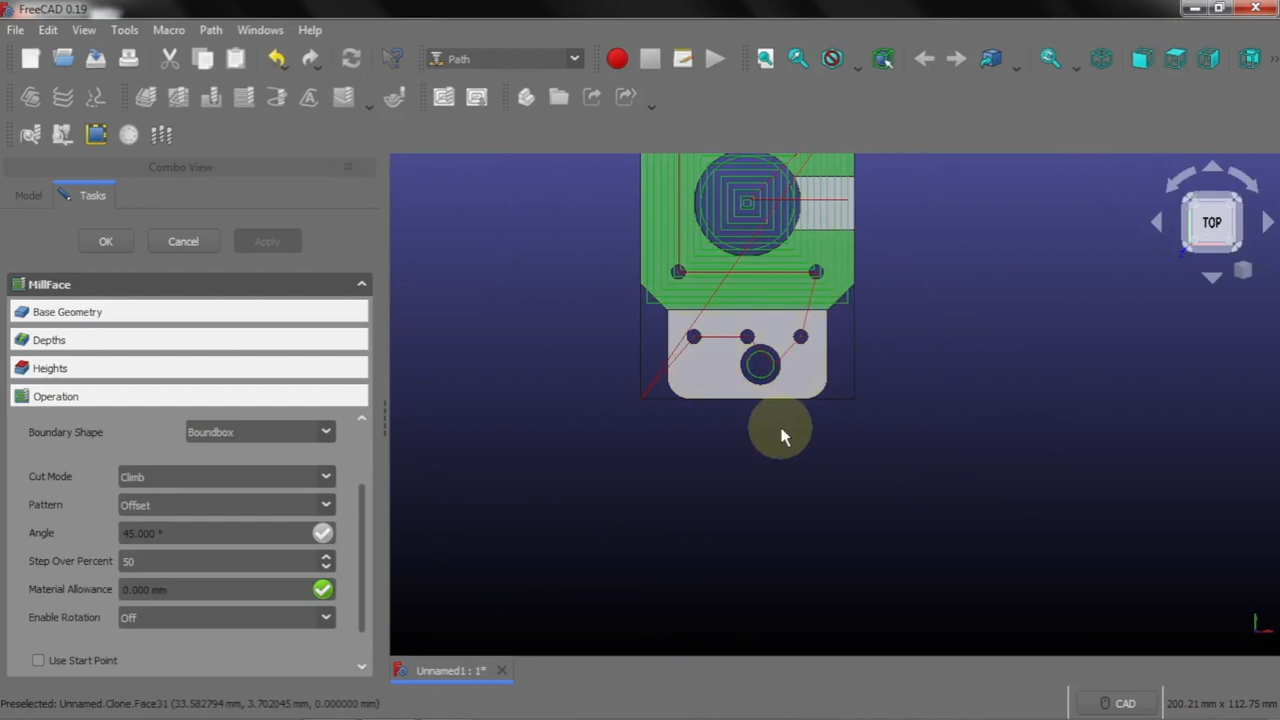 FreeCAD 0.19
File Edit View Tools Macro Path Windows Help
Path
Combo View
Model Tasks
TOP
OK Cancel Apply
MillFace
Base Geometry
Depths
Heights
Operation
Boundary Shape Boundbox
Cut Mode Climb
Pattern Offset
Angle 45.000 °
Step Over Percent 50
Material Allowance 0.000 mm
Enable Rotation Off
Use Start Point
Unnamed1 : 1*
Preselected: Unnamed.Clone.Face31 (33.582794 mm, 3.702045 mm, 0.000000 mm)
CAD 200.21 mm x 112.75 mm